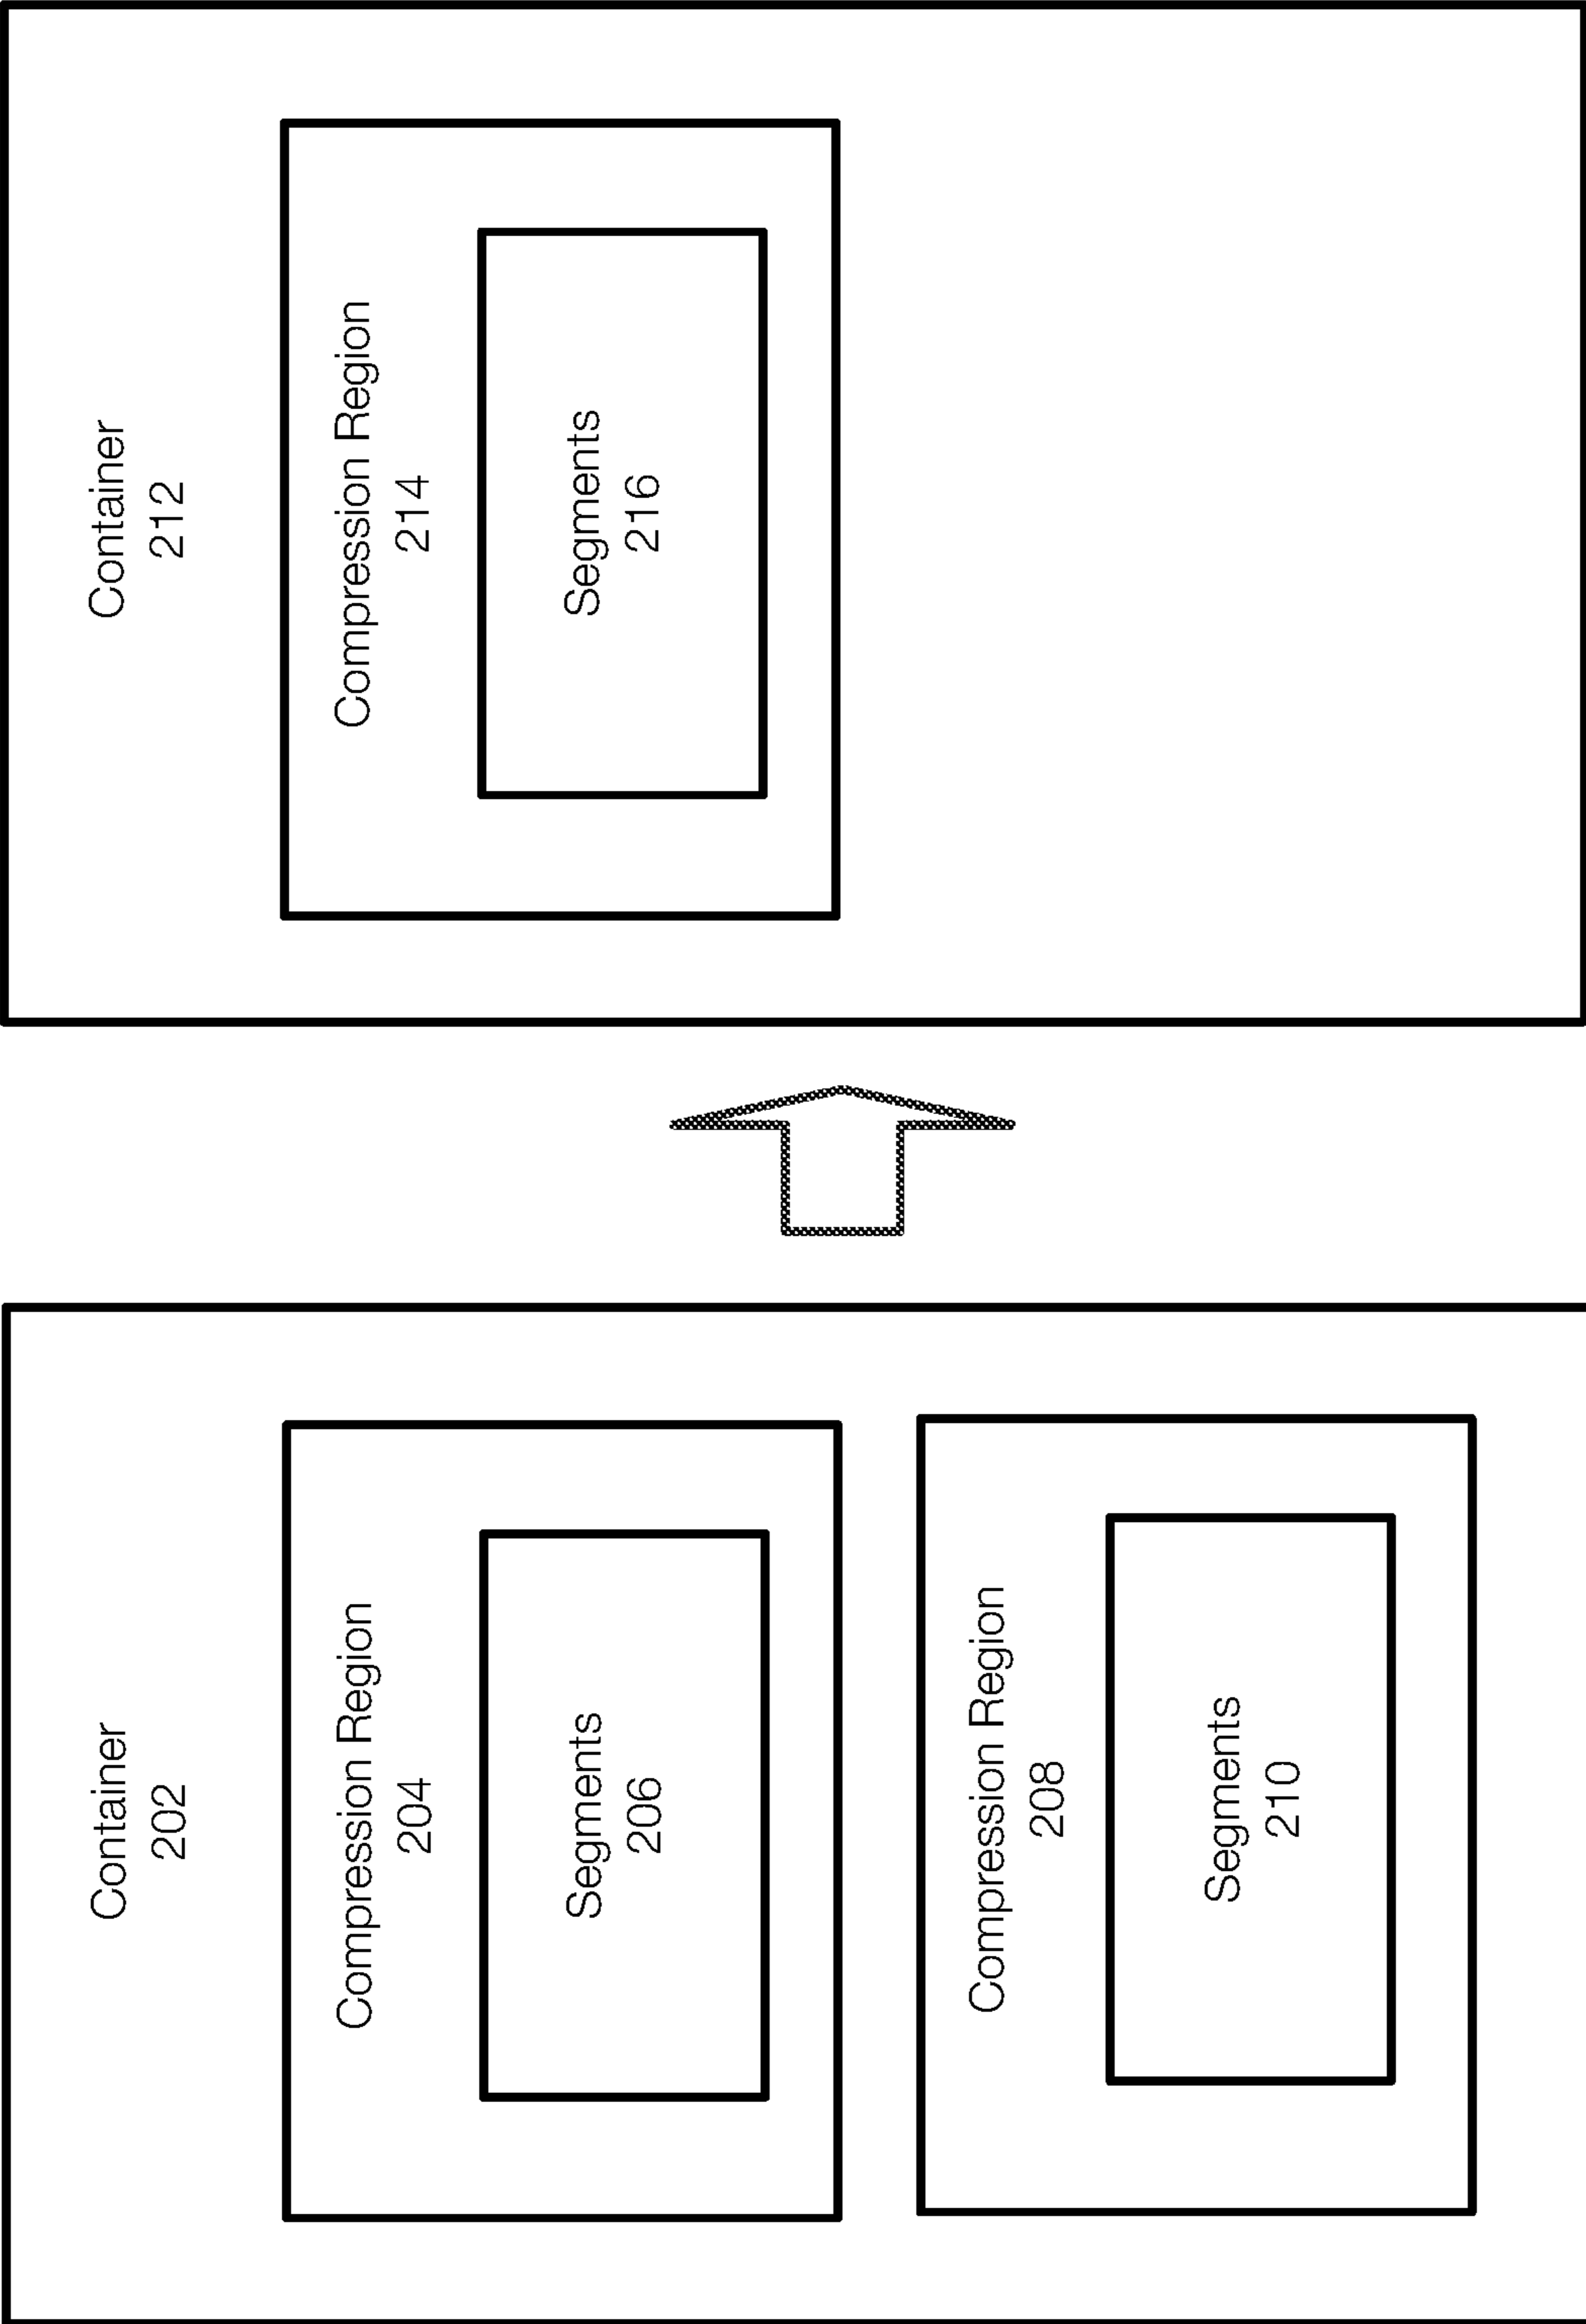 Container
202
Compression Region
204
Segments
206
Compression Region
208
Segments
210
Container
212
Compression Region
214
Segments
216